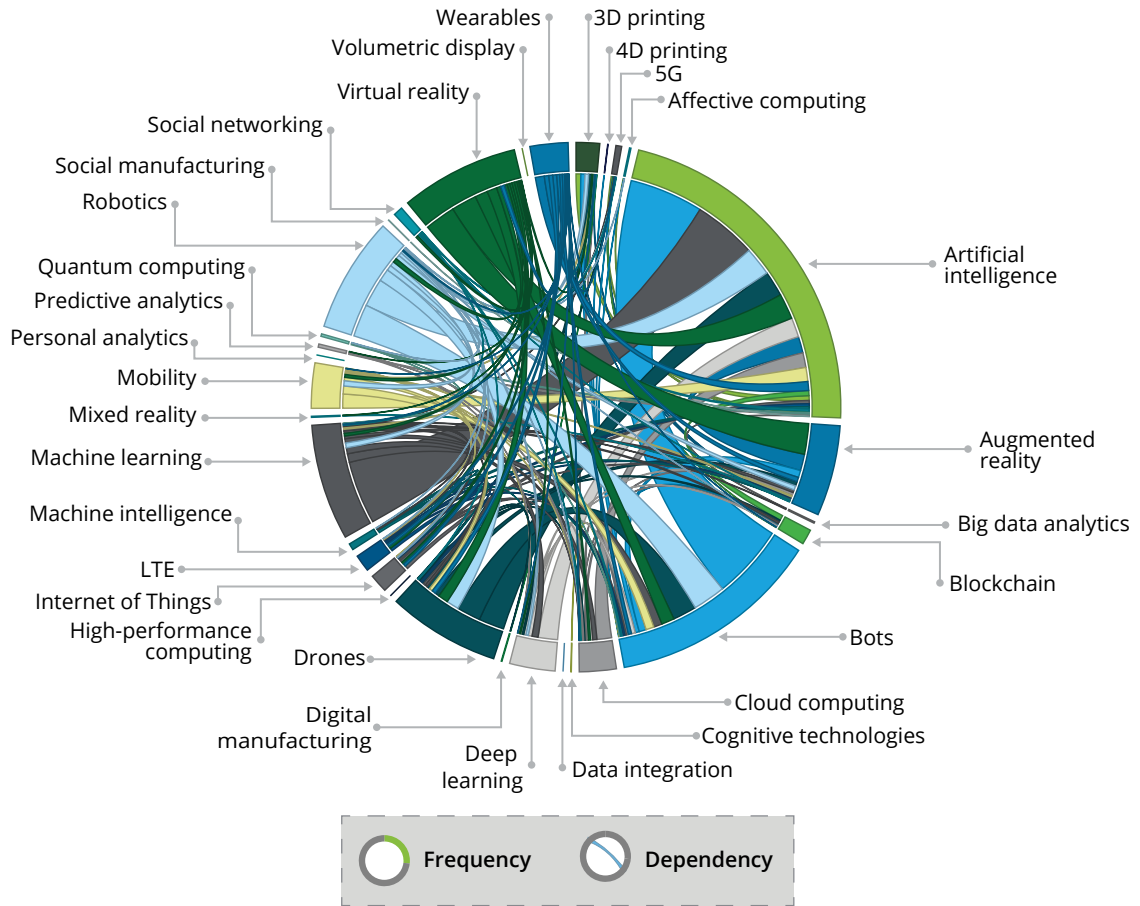 Wearables
3D printing
Volumetric display
4D printing
5G
Virtual reality
Affective computing
Social networking
Social manufacturing
Robotics
Artificial
intelligence
Quantum computing
Predictive analytics
Personal analytics
Mobility
Mixed reality
Augmented
reality
Machine learning
Machine intelligence
Big data analytics
LTE
Blockchain
Internet of Things
High-performance
computing
Bots
Drones
Cloud computing
Digital
manufacturing
Cognitive technologies
Deep
learning
Data integration
Frequency
Dependency